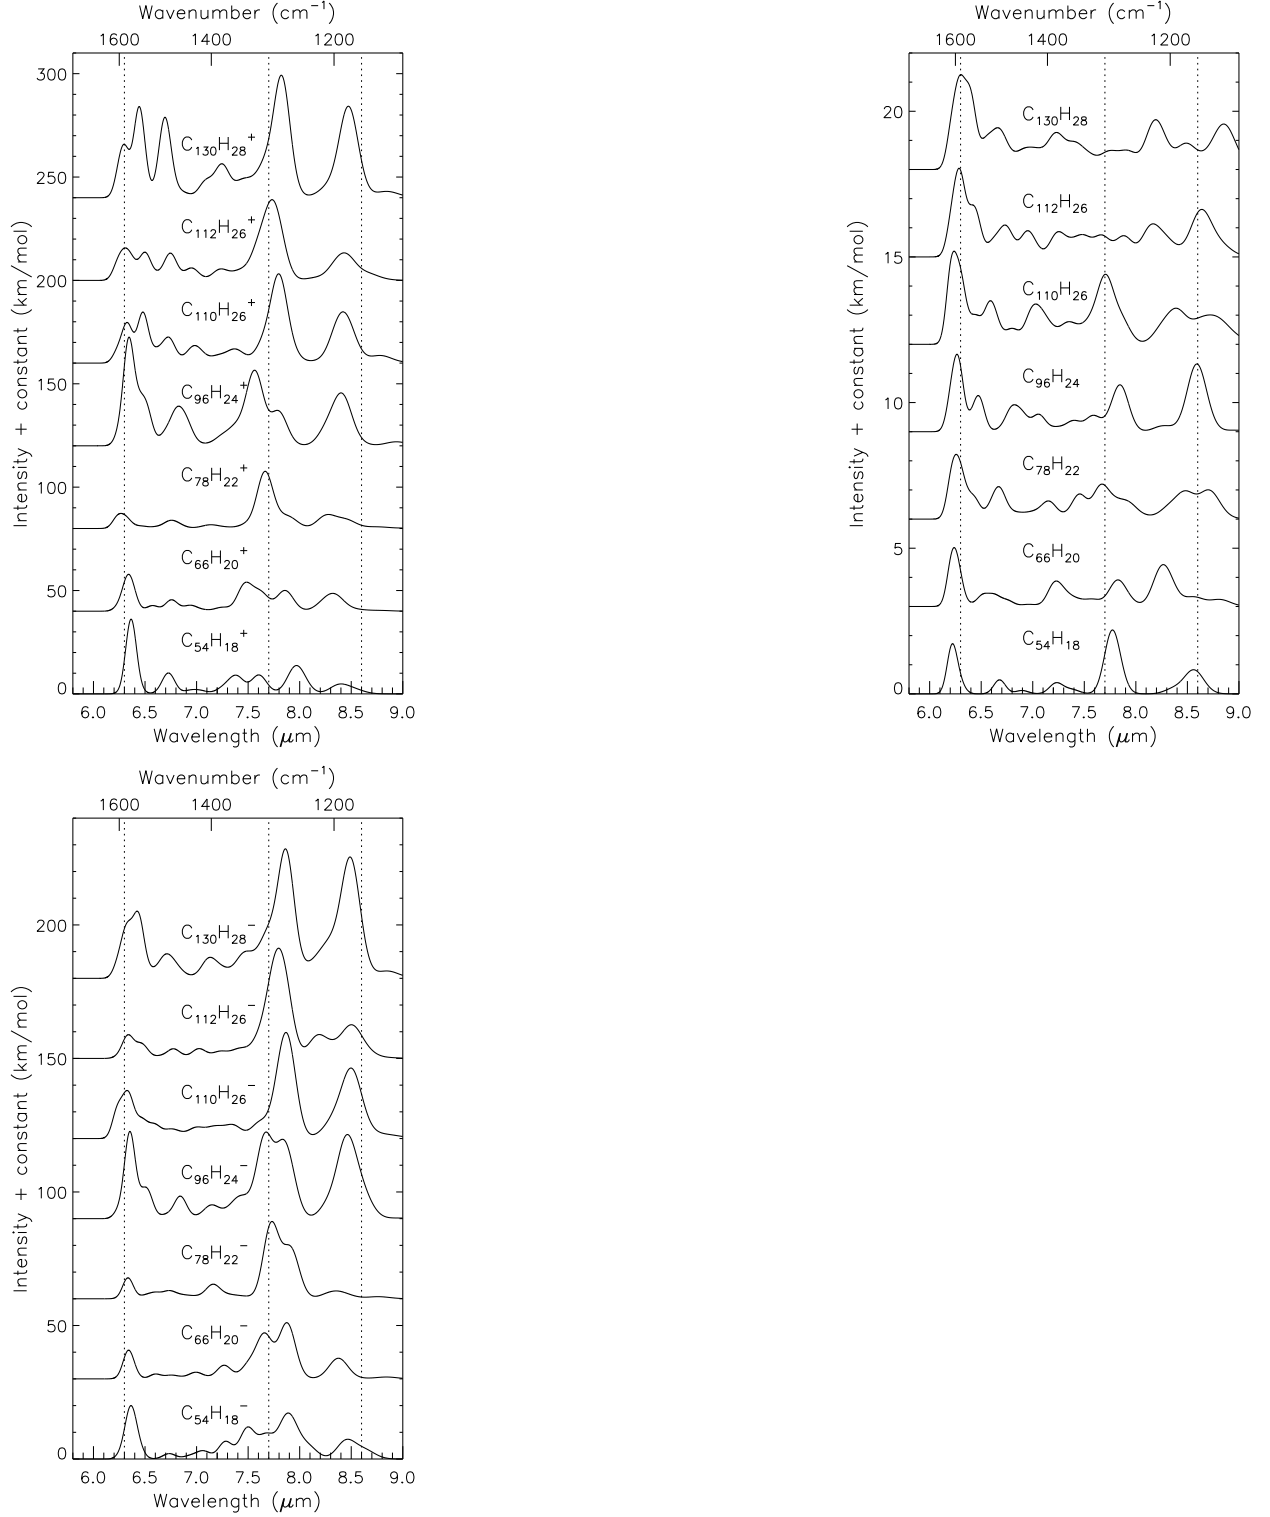 Wavenumber (cm⁻¹)
1600 1400 1200
300
250
200
150
100
50
0
Intensity + constant (km/mol)
C₁₃₀H₂₈⁺
C₁₁₂H₂₆⁺
C₁₁₀H₂₆⁺
C₉₆H₂₄⁺
C₇₈H₂₂⁺
C₆₆H₂₀⁺
C₅₄H₁₈⁺
6.0 6.5 7.0 7.5 8.0 8.5 9.0
Wavelength (μm)
Wavenumber (cm⁻¹)
1600 1400 1200
20
15
10
5
0
Intensity + constant (km/mol)
C₁₃₀H₂₈
C₁₁₂H₂₆
C₁₁₀H₂₆
C₉₆H₂₄
C₇₈H₂₂
C₆₆H₂₀
C₅₄H₁₈
6.0 6.5 7.0 7.5 8.0 8.5 9.0
Wavelength (μm)
Wavenumber (cm⁻¹)
1600 1400 1200
200
150
100
50
0
Intensity + constant (km/mol)
C₁₃₀H₂₈⁻
C₁₁₂H₂₆⁻
C₁₁₀H₂₆⁻
C₉₆H₂₄⁻
C₇₈H₂₂⁻
C₆₆H₂₀⁻
C₅₄H₁₈⁻
6.0 6.5 7.0 7.5 8.0 8.5 9.0
Wavelength (μm)